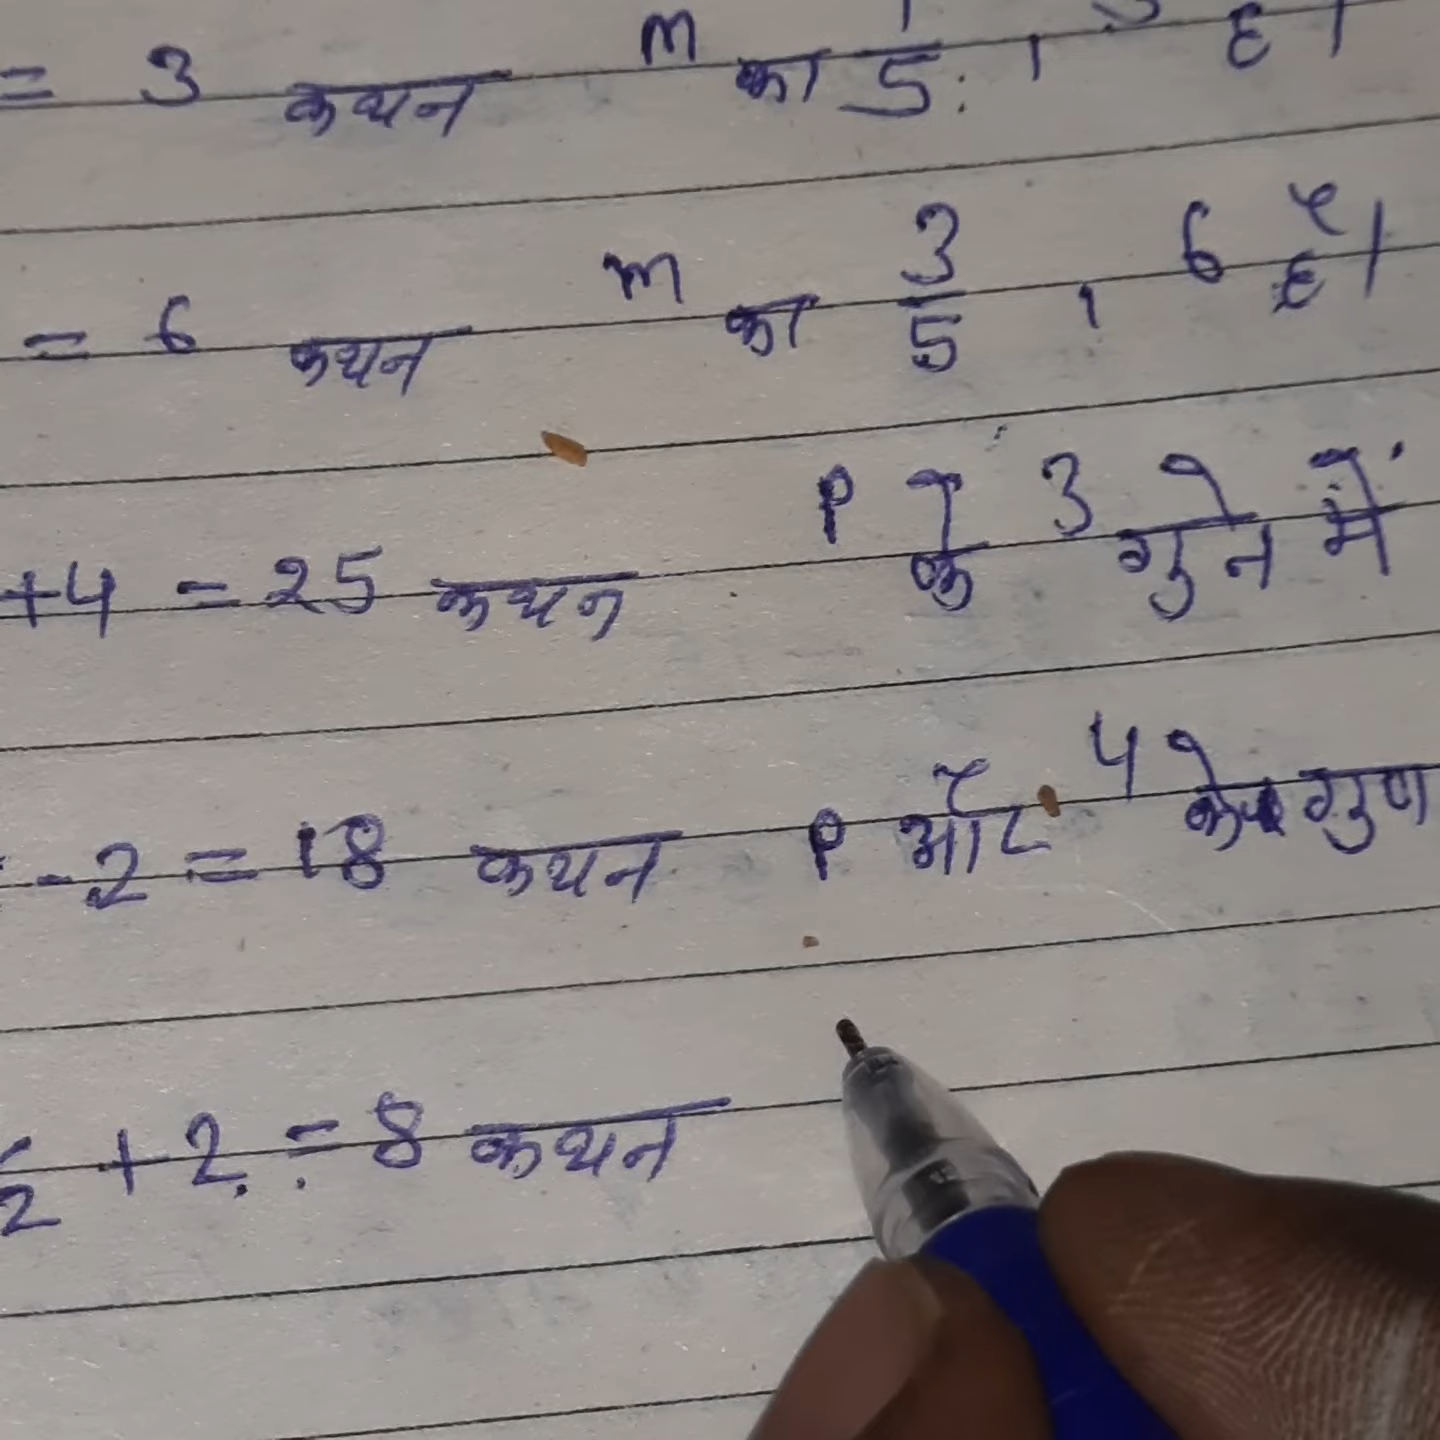 = 3 कथन m का 1/5, 3 है।
= 6 कथन m का 3/5, 6 है।
+4 = 25 कथन P के 3 गुने में
-2 = 18 कथन P और 4 के गुण
2 + 2 = 8 कथन